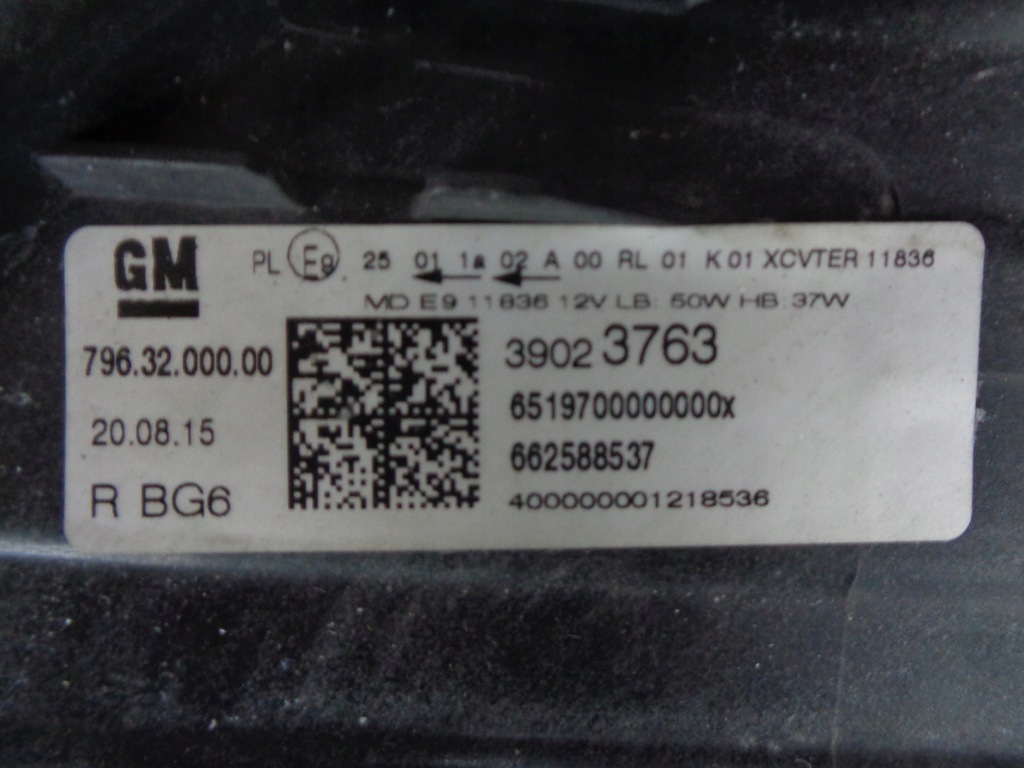 GM
PL E9 25 01 1a 02 A 00 RL 01 K 01 XCVTER 11836
MD E9 11836 12V LB: 50W HB: 37W
796.32.000.00
3902 3763
6519700000000x
20.08.15
662588537
R BG6
400000001218536